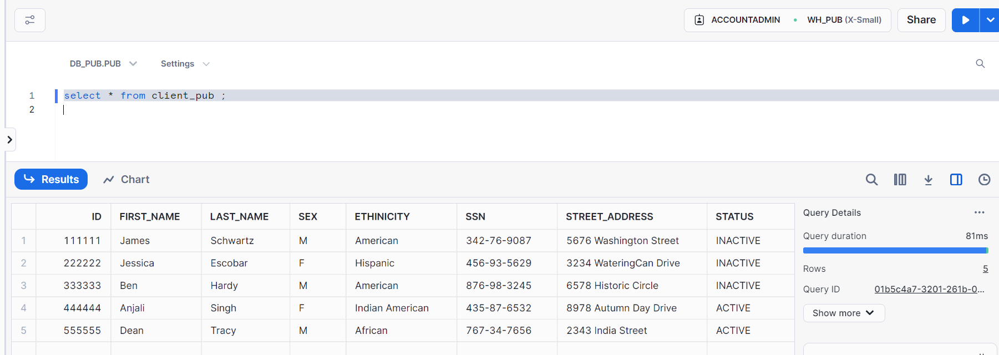 ACCOUNTADMIN • WH_PUB (X-Small) Share
DB_PUB.PUB Settings
1 select * from client_pub ;
2
Results Chart
ID FIRST_NAME LAST_NAME SEX ETHINICITY SSN STREET_ADDRESS STATUS
1 111111 James Schwartz M American 342-76-9087 5676 Washington Street INACTIVE
2 222222 Jessica Escobar F Hispanic 456-93-5629 3234 WateringCan Drive INACTIVE
3 333333 Ben Hardy M American 876-98-3245 6578 Historic Circle INACTIVE
4 444444 Anjali Singh F Indian American 435-87-6532 8978 Autumn Day Drive ACTIVE
5 555555 Dean Tracy M African 767-34-7656 2343 India Street ACTIVE
Query Details ...
Query duration 81ms
Rows 5
Query ID 01b5c4a7-3201-261b-0...
Show more